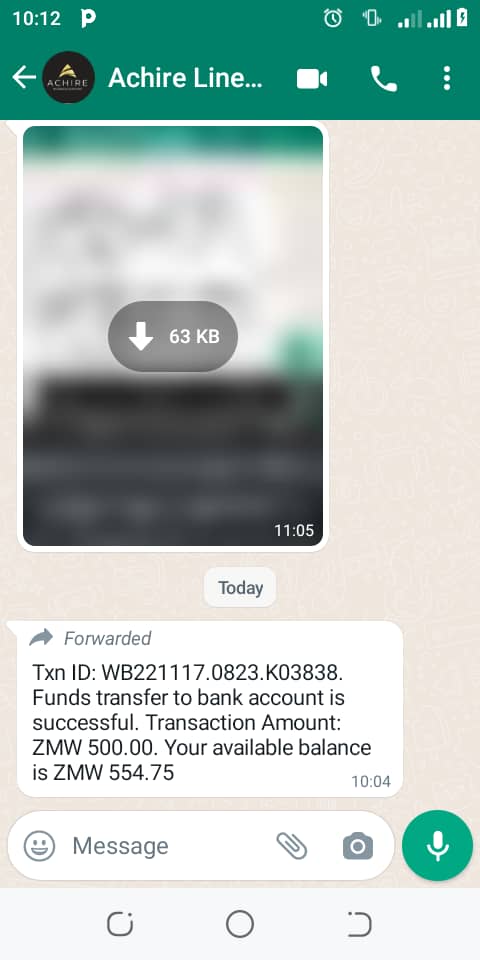 10:12
ACHIRE
Achire Line...
63 KB
11:05
Today
Forwarded
Txn ID: WB221117.0823.K03838.
Funds transfer to bank account is
successful. Transaction Amount:
ZMW 500.00. Your available balance
is ZMW 554.75
10:04
Message